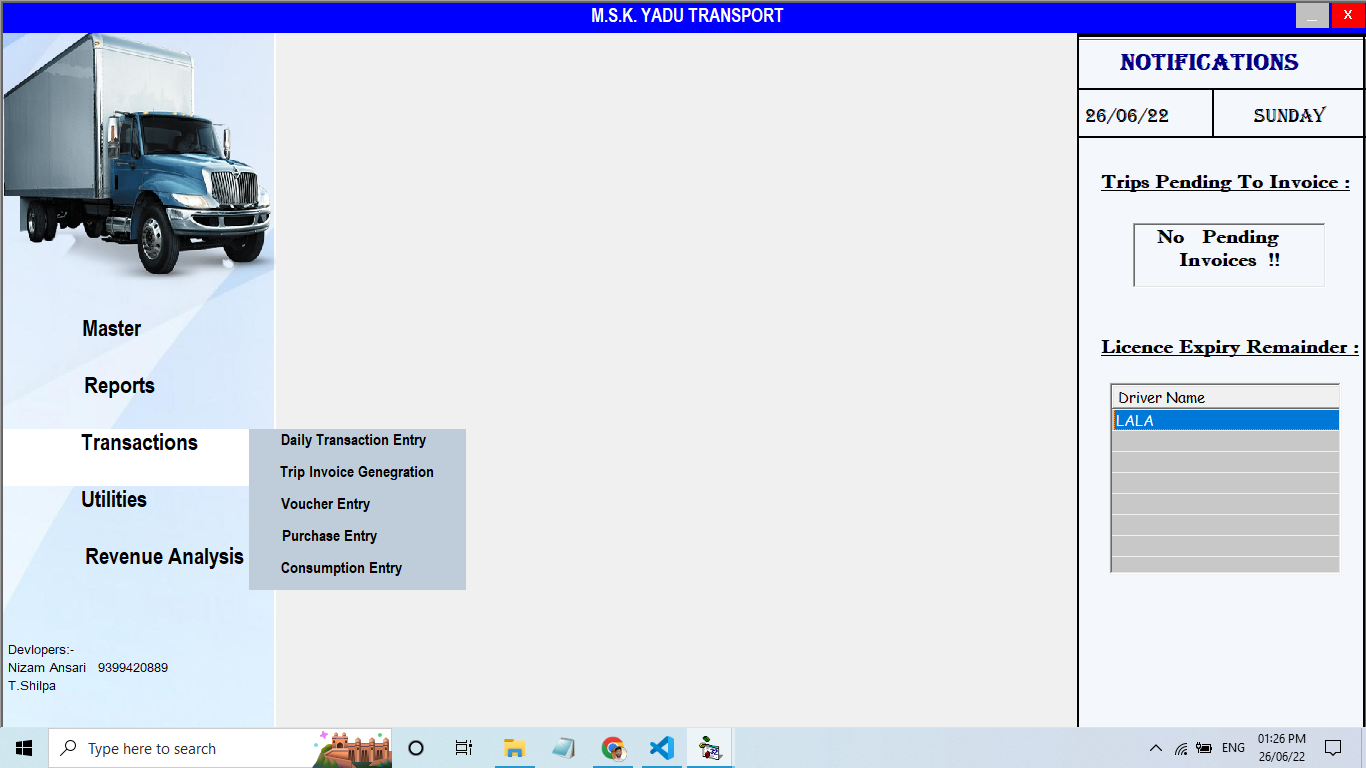 M.S.K. YADU TRANSPORT
_ X
NOTIFICATIONS
26/06/22 SUNDAY
Trips Pending To Invoice :
No Pending
Invoices !!
Licence Expiry Remainder :
Driver Name
LALA
Master
Reports
Transactions
Utilities
Revenue Analysis
Daily Transaction Entry
Trip Invoice Genegration
Voucher Entry
Purchase Entry
Consumption Entry
Devlopers:-
Nizam Ansari 9399420889
T.Shilpa
Type here to search
ENG
01:26 PM
26/06/22